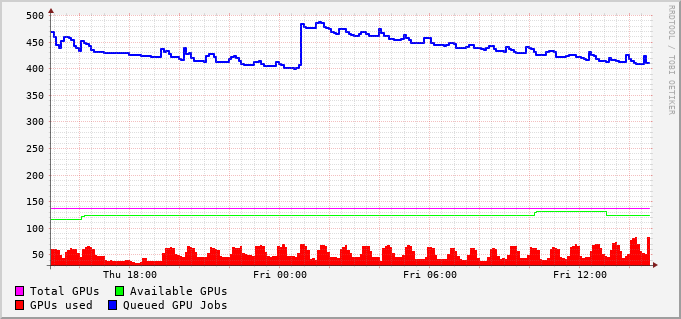 500
450
400
350
300
250
200
150
100
50
Thu 18:00 Fri 00:00 Fri 06:00 Fri 12:00
Total GPUs Available GPUs
GPUs used Queued GPU Jobs
RRDTOOL / TOBI OETIKER